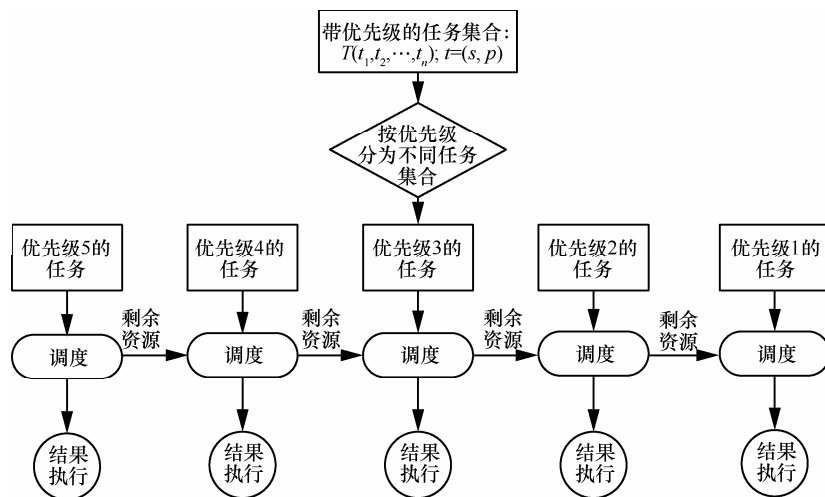 带优先级的任务集合:
T(t₁,t₂,⋯,tₙ); t=(s, p)
按优先级
分为不同任务
集合
优先级5的
任务
优先级4的
任务
优先级3的
任务
优先级2的
任务
优先级1的
任务
调度
剩余
资源
调度
剩余
资源
调度
剩余
资源
调度
剩余
资源
调度
结果
执行
结果
执行
结果
执行
结果
执行
结果
执行